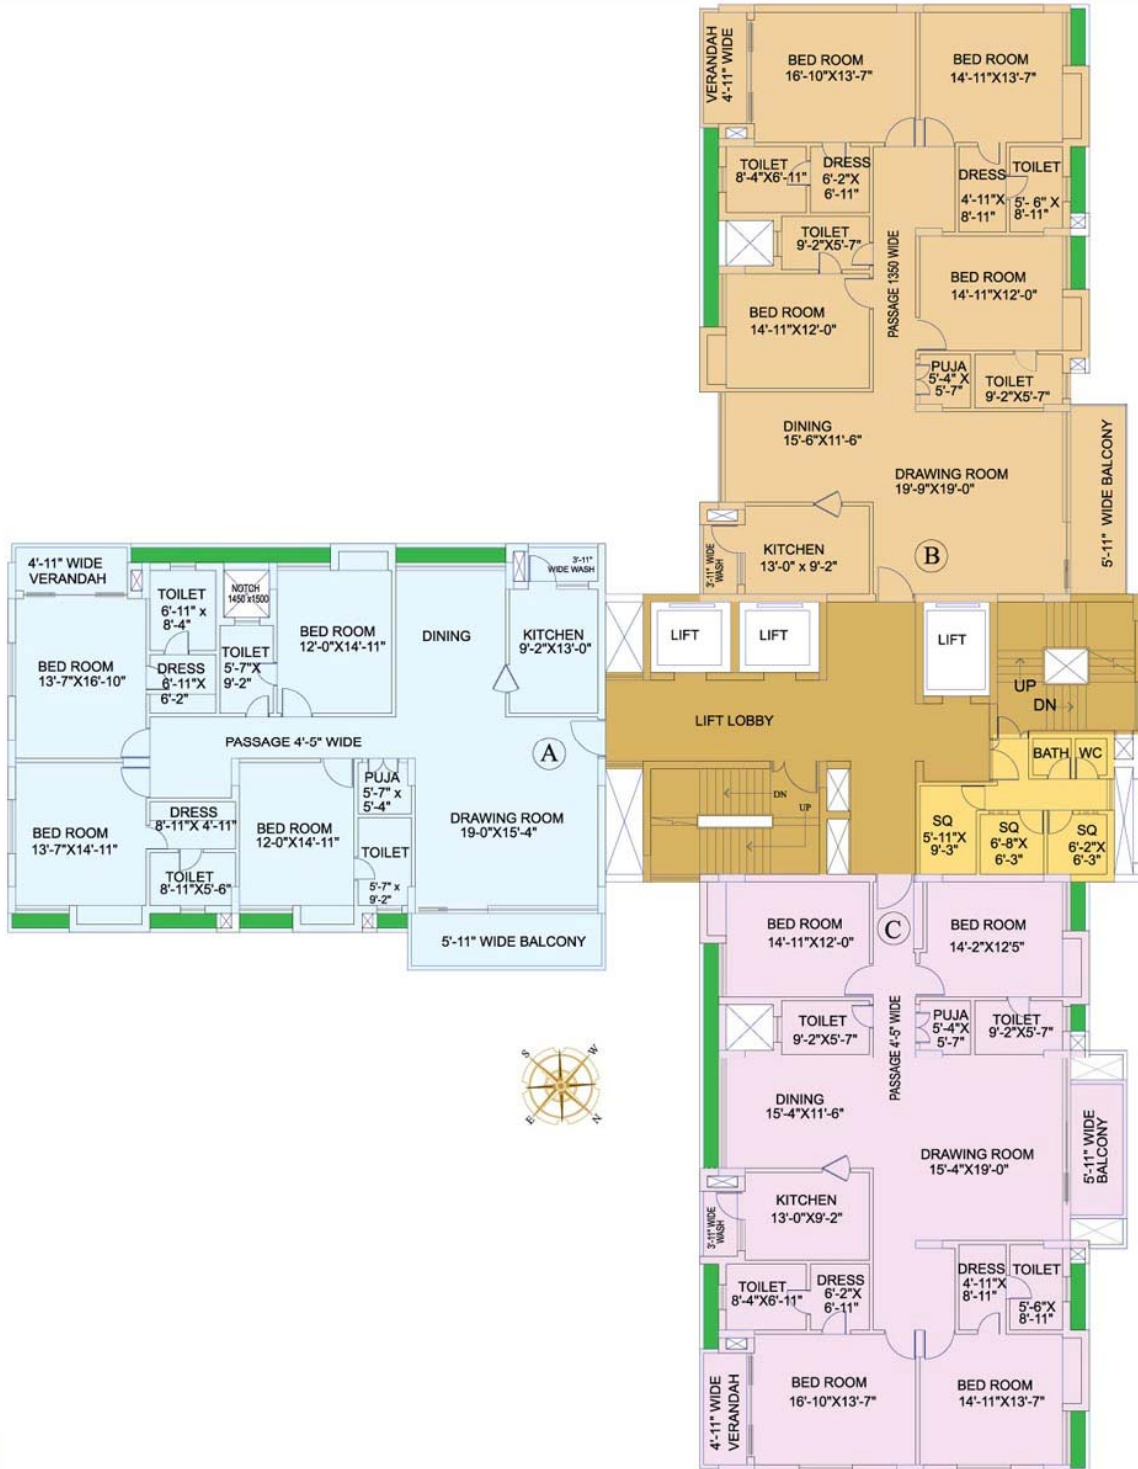 VERANDAH
4'-11" WIDE
BED ROOM
16'-10"X13'-7"
BED ROOM
14'-11"X13'-7"
TOILET
8'-4"X6'-11"
DRESS
6'-2"X
6'-11"
DRESS
4'-11"X
8'-11"
TOILET
5'- 6" X
8'-11"
TOILET
9'-2"X5'-7"
PASSAGE 1350 WIDE
BED ROOM
14'-11"X12'-0"
BED ROOM
14'-11"X12'-0"
PUJA
5'-4" X
5'-7"
TOILET
9'-2"X5'-7"
DINING
15'-6"X11'-6"
DRAWING ROOM
19'-9"X19'-0"
5'-11" WIDE BALCONY
3'-11" WIDE
WASH
KITCHEN
13'-0" x 9'-2"
B
4'-11" WIDE
VERANDAH
TOILET
6'-11" x
8'-4"
NOTCH
1450 x1500
3'-11"
WIDE WASH
BED ROOM
13'-7"X16'-10"
DRESS
6'-11"X
6'-2"
TOILET
5'-7"X
9'-2"
BED ROOM
12'-0"X14'-11"
DINING
KITCHEN
9'-2"X13'-0"
PASSAGE 4'-5" WIDE
A
PUJA
5'-7" x
5'-4"
BED ROOM
13'-7"X14'-11"
DRESS
8'-11"X 4'-11"
TOILET
8'-11"X5'-6"
BED ROOM
12'-0"X14'-11"
TOILET
5'-7" x
9'-2"
DRAWING ROOM
19-0"X15'-4"
5'-11" WIDE BALCONY
LIFT
LIFT
LIFT
LIFT LOBBY
UP
DN
BATH
WC
DN
UP
SQ
5'-11"X
9'-3"
SQ
6'-8"X
6'-3"
SQ
6'-2"X
6'-3"
BED ROOM
14'-11"X12'-0"
C
BED ROOM
14'-2"X12'5"
TOILET
9'-2"X5'-7"
PASSAGE 4'-5" WIDE
PUJA
5'-4"X
5'-7"
TOILET
9'-2"X5'-7"
S
W
E
N
DINING
15'-4"X11'-6"
DRAWING ROOM
15'-4"X19'-0"
5'-11" WIDE
BALCONY
KITCHEN
13'-0"X9'-2"
3'-11" WIDE
WASH
TOILET
8'-4"X6'-11"
DRESS
6'-2"X
6'-11"
DRESS
4'-11"X
8'-11"
TOILET
5'-6"X
8'-11"
4'-11" WIDE
VERANDAH
BED ROOM
16'-10"X13'-7"
BED ROOM
14'-11"X13'-7"